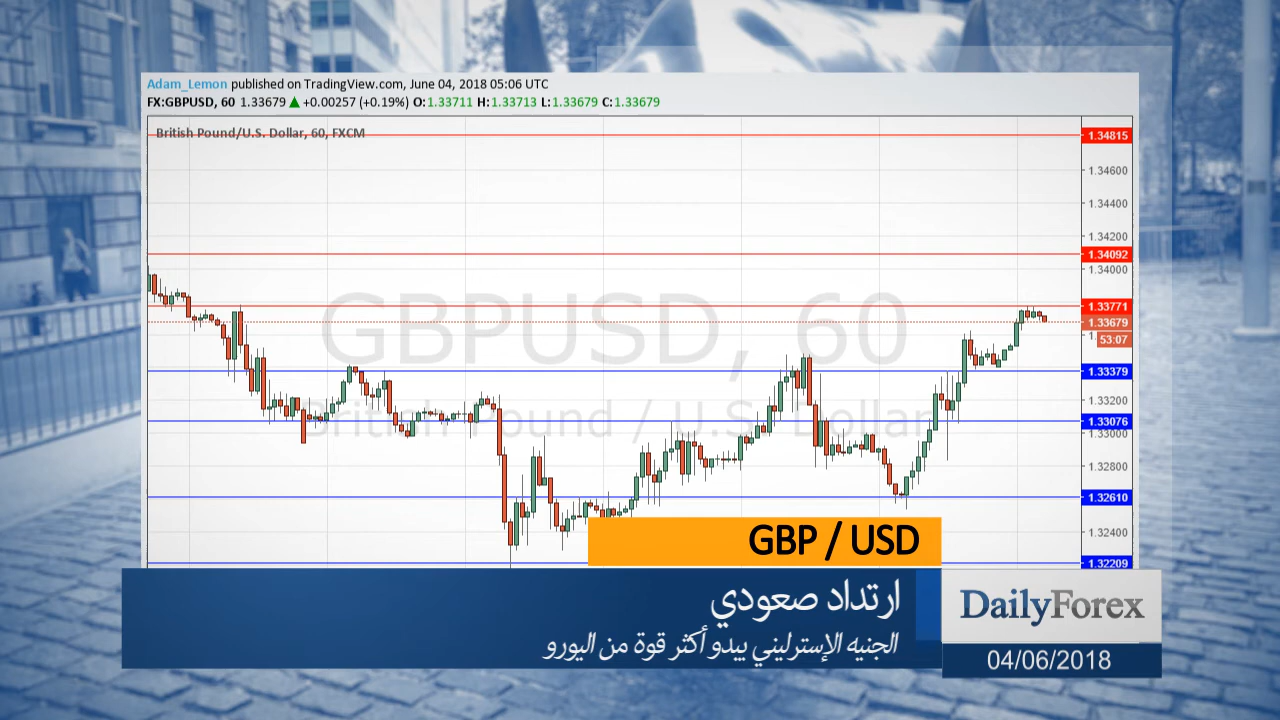 Adam_Lemon published on TradingView.com, June 04, 2018 05:06 UTC
FX:GBPUSD, 60 1.33679 ▲ +0.00257 (+0.19%) O:1.33711 H:1.33713 L:1.33679 C:1.33679
British Pound/U.S. Dollar, 60, FXCM
1.34815
1.34600
1.34400
1.34200
1.34092
1.34000
GBPUSD, 60
1.33771
1.33679
53:07
1.33379
1.33200
British Pound / U.S. Dollar
1.33076
1.33000
1.32800
1.32610
1.32400
1.32209
GBP / USD
ارتداد صعودي
الجنيه الإسترليني يبدو أكثر قوة من اليورو
DailyForex
04/06/2018